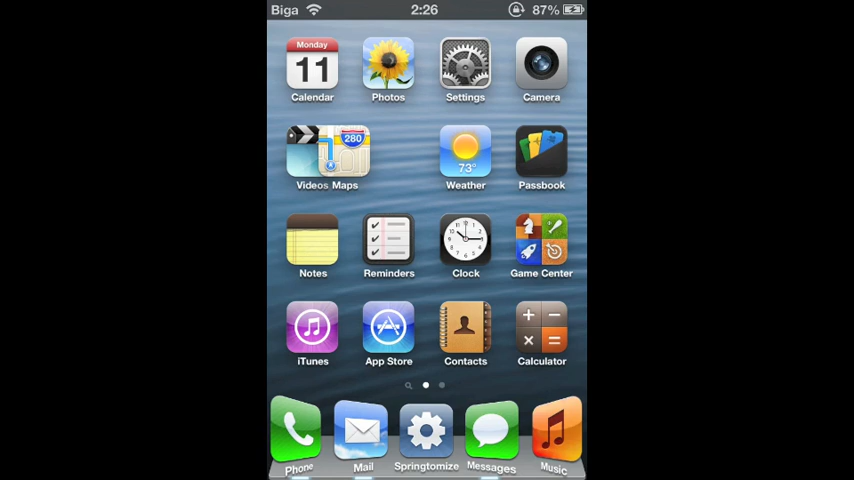 Biga 2:26 87%
Monday
11
Calendar Photos Settings Camera
280
73°
Videos Maps Weather Passbook
Notes Reminders Clock Game Center
iTunes App Store Contacts Calculator
Phone Mail Springtomize Messages Music